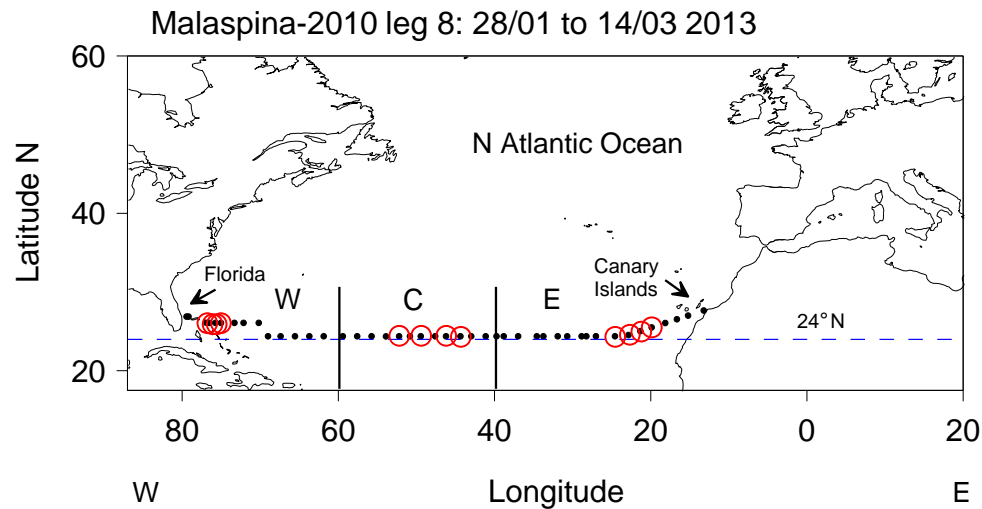 Malaspina-2010 leg 8: 28/01 to 14/03 2013
60
N Atlantic Ocean
Latitude N
40
Florida
Canary
Islands
W
C
E
24°N
20
80
60
40
20
0
20
W
Longitude
E